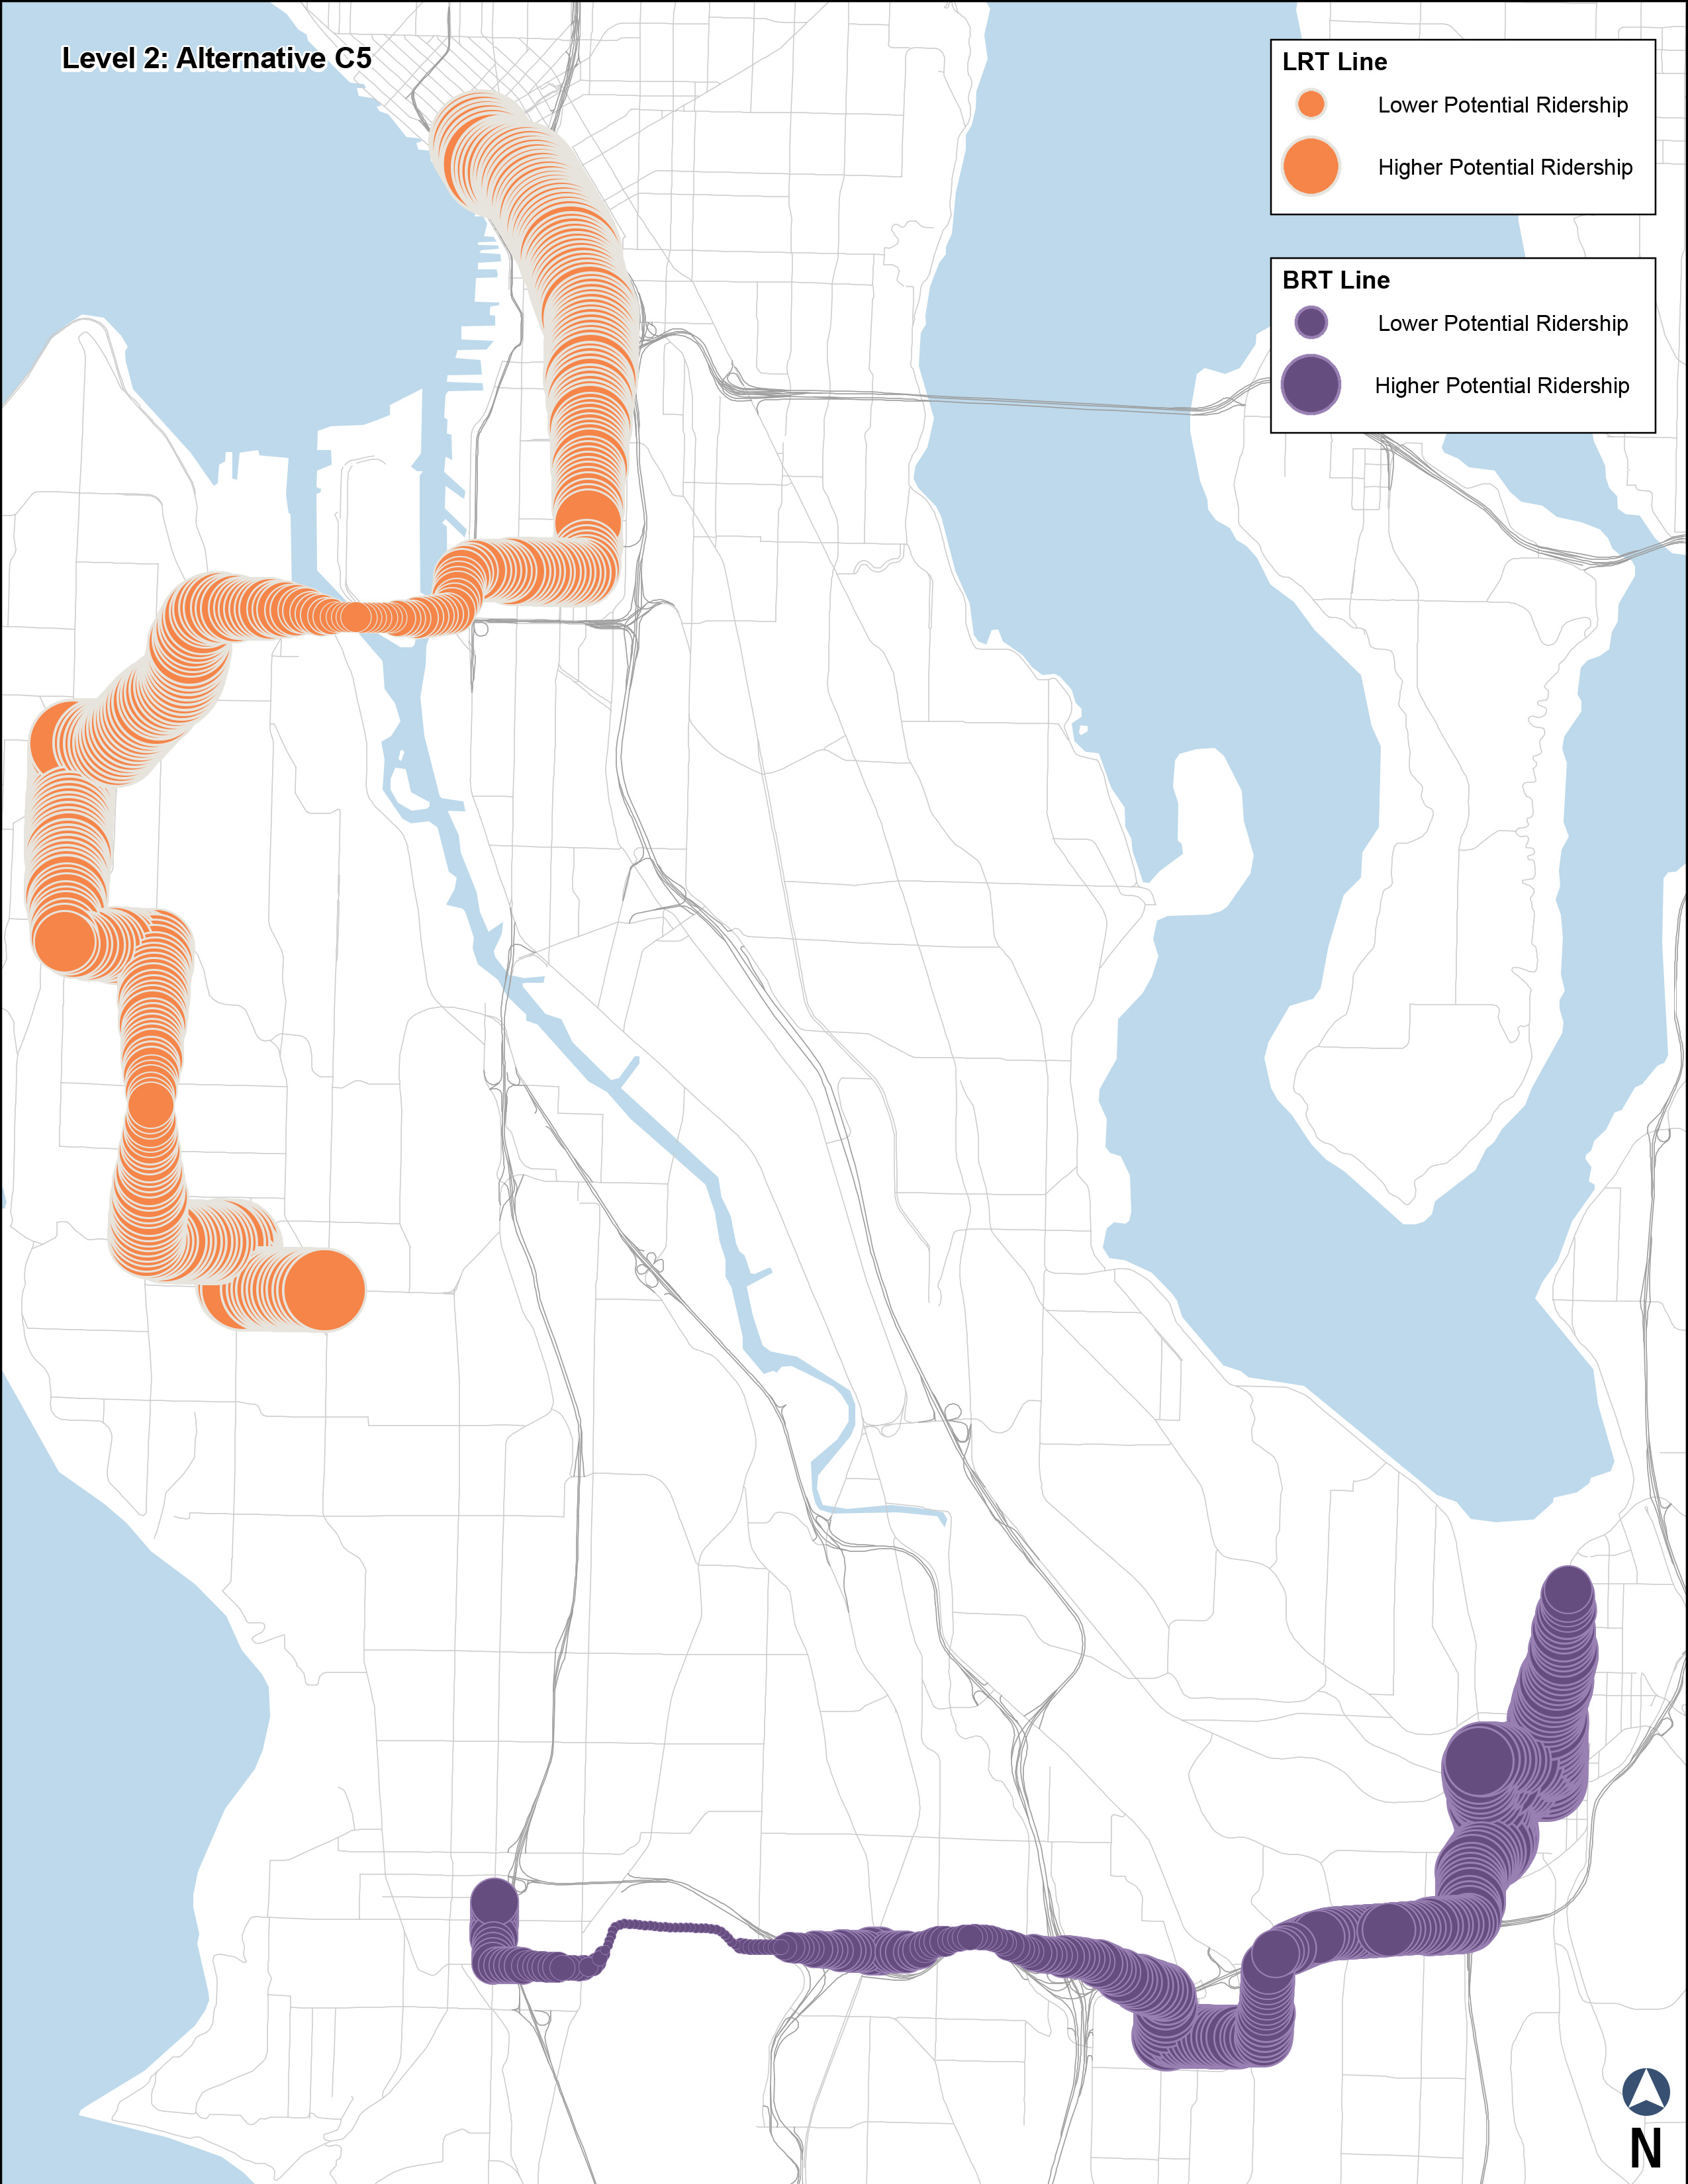 Level 2: Alternative C5
LRT Line
Lower Potential Ridership
Higher Potential Ridership
BRT Line
Lower Potential Ridership
Higher Potential Ridership
N